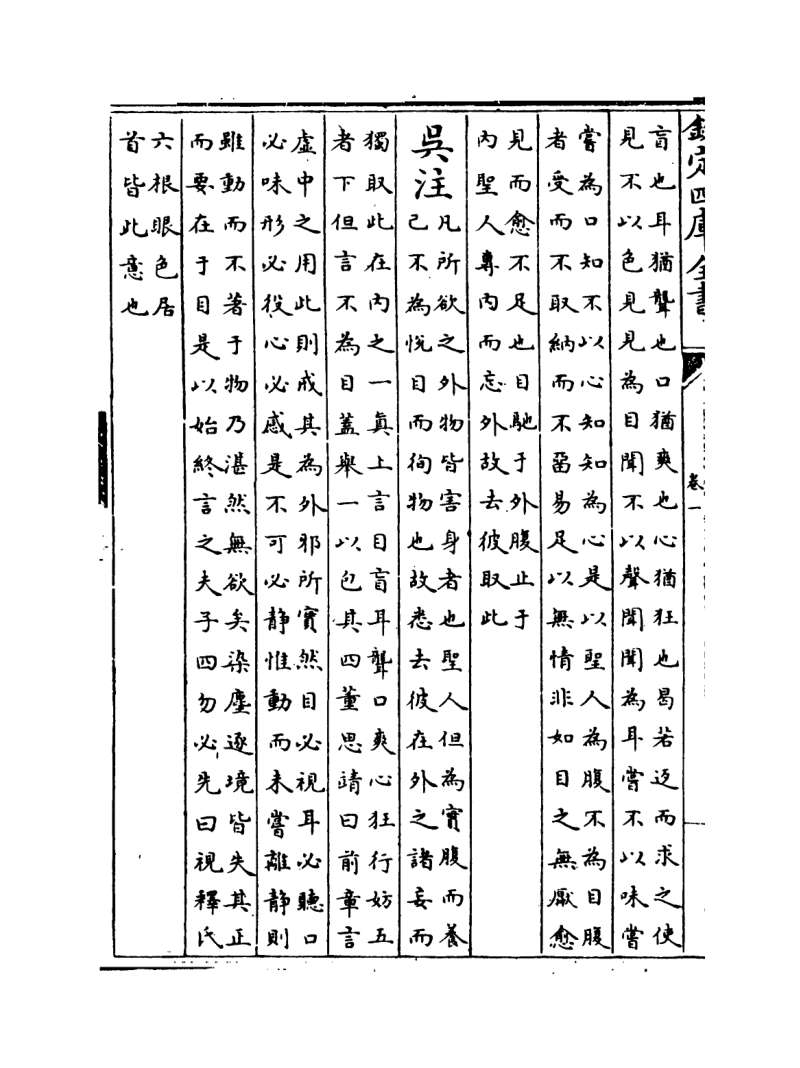 欽定四庫全書
卷一
盲也耳猶聾也口猶爽也心猶狂也曷若返而求之使
見不以色見見為目聞不以聲聞聞為耳嘗不以味嘗
嘗為口知不以心知知為心是以聖人為腹不為目腹
者受而不取納而不畱易足以無情非如目之無厭愈
見而愈不足也目馳于外腹止于
內聖人專內而忘外故去彼取此
吳注
凡所欲之外物皆害身者也聖人但為實腹而養
己不為悅目而徇物也故悉去彼在外之諸妄而
獨取此在內之一真上言目盲耳聾口爽心狂行妨五
者下但言不為目蓋舉一以包其四董思靖曰前章言
虛中之用此則戒其為外邪所實然目必視耳必聽口
必味形必役心必感是不可必靜惟動而未嘗離靜則
雖動而不著于物乃湛然無欲矣染塵逐境皆失其正
而要在于目是以始終言之夫子四勿必先曰視釋氏
六根眼色居
首皆此意也